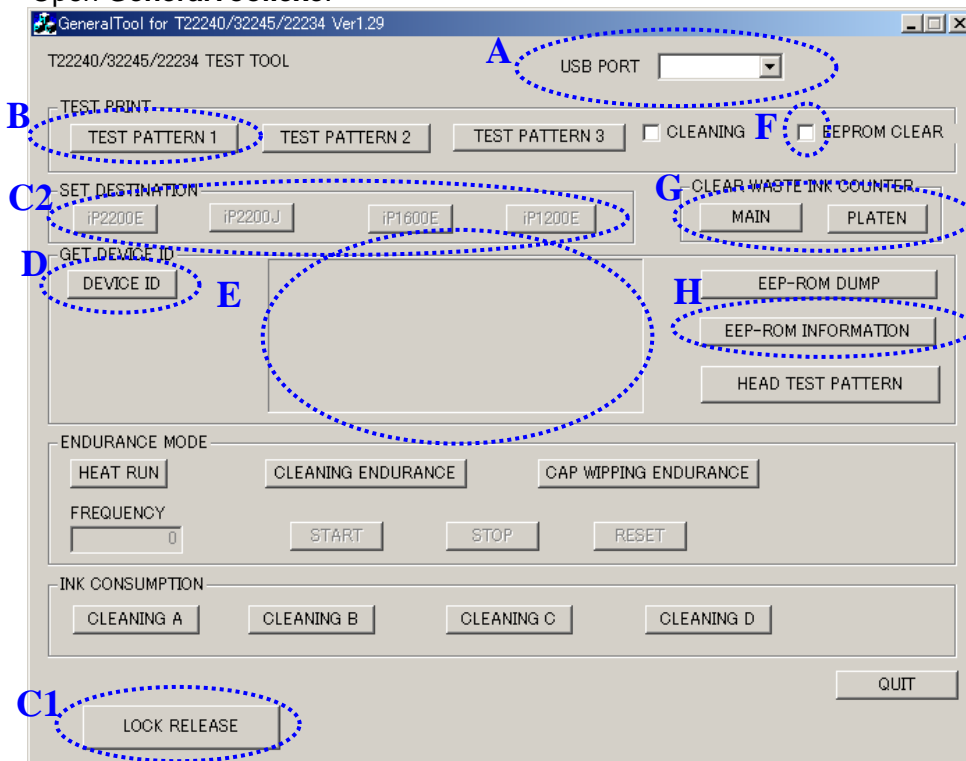 Open GeneralTool.exe.
GeneralTool for T22240/32245/22234 Ver1.29
T22240/32245/22234 TEST TOOL
A
USB PORT
TEST PRINT
B
TEST PATTERN 1
TEST PATTERN 2
TEST PATTERN 3
CLEANING
F
EEPROM CLEAR
C2
SET DESTINATION
iP2200E
iP2200J
iP1600E
iP1200E
G
CLEAR WASTE INK COUNTER
MAIN
PLATEN
D
GET DEVICE ID
DEVICE ID
E
EEP-ROM DUMP
H
EEP-ROM INFORMATION
HEAD TEST PATTERN
ENDURANCE MODE
HEAT RUN
CLEANING ENDURANCE
CAP WIPPING ENDURANCE
FREQUENCY
0
START
STOP
RESET
INK CONSUMPTION
CLEANING A
CLEANING B
CLEANING C
CLEANING D
QUIT
C1
LOCK RELEASE